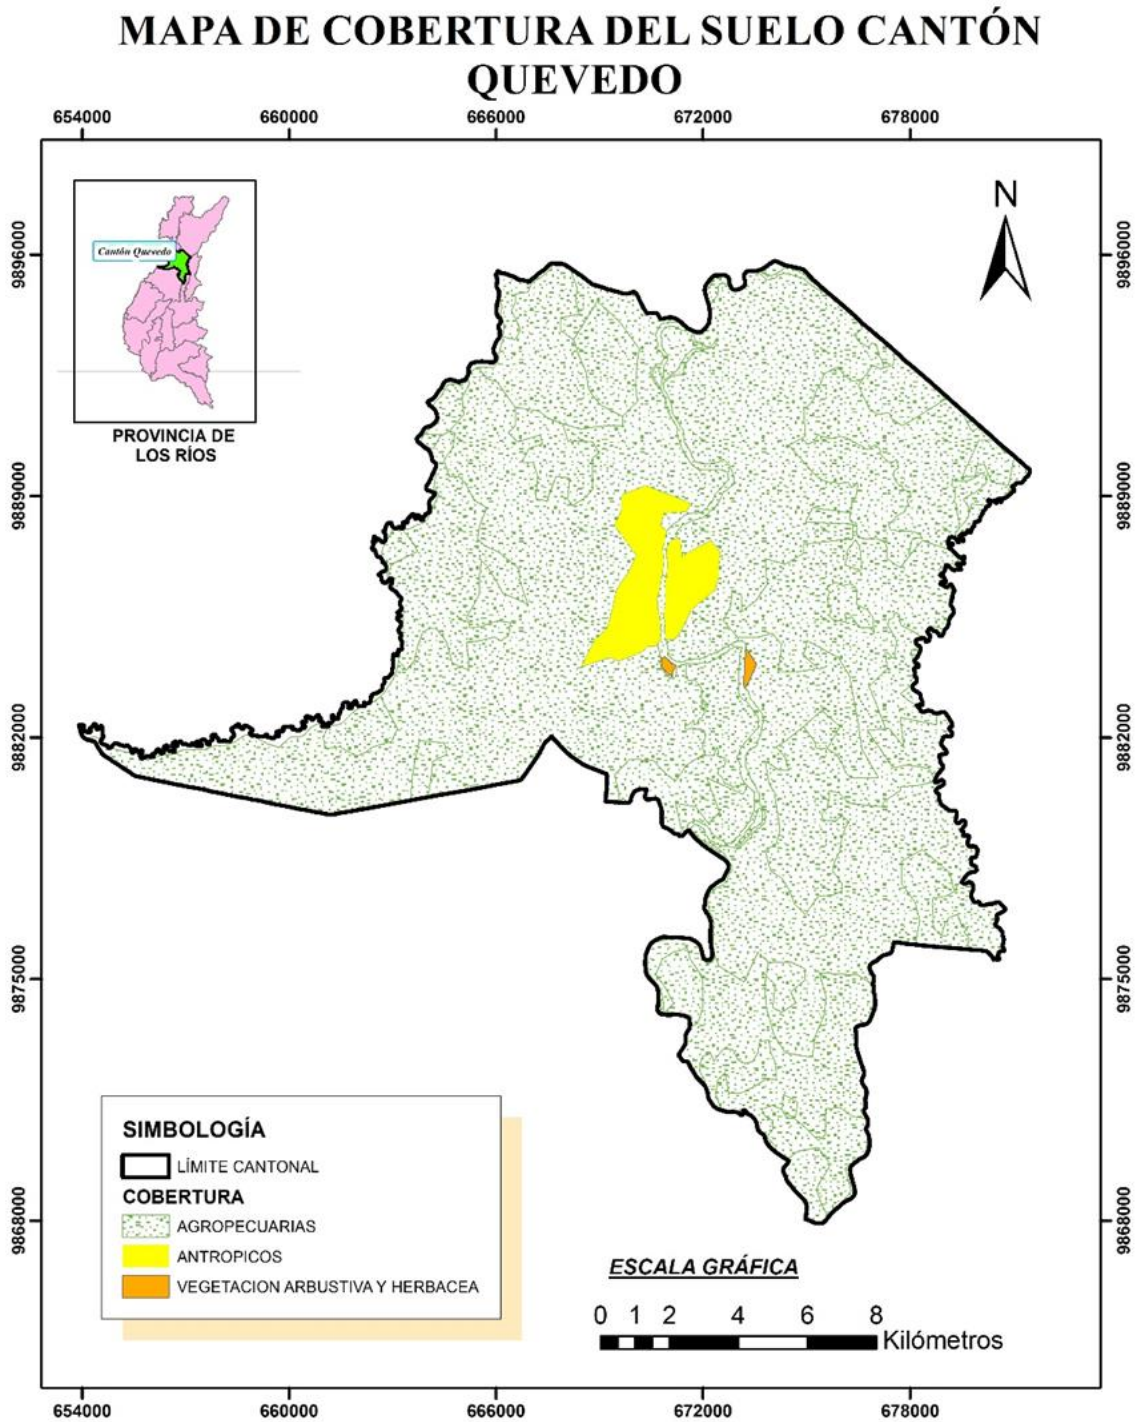 MAPA DE COBERTURA DEL SUELO CANTÓN
QUEVEDO
654000 660000 666000 672000 678000
9896000 9896000
9889000 9889000
9882000 9882000
9875000 9875000
9868000 9868000
Cantón Quevedo
PROVINCIA DE
LOS RÍOS
N
SIMBOLOGÍA
LÍMITE CANTONAL
COBERTURA
AGROPECUARIAS
ANTROPICOS
VEGETACION ARBUSTIVA Y HERBACEA
ESCALA GRÁFICA
0 1 2 4 6 8
Kilómetros
654000 660000 666000 672000 678000